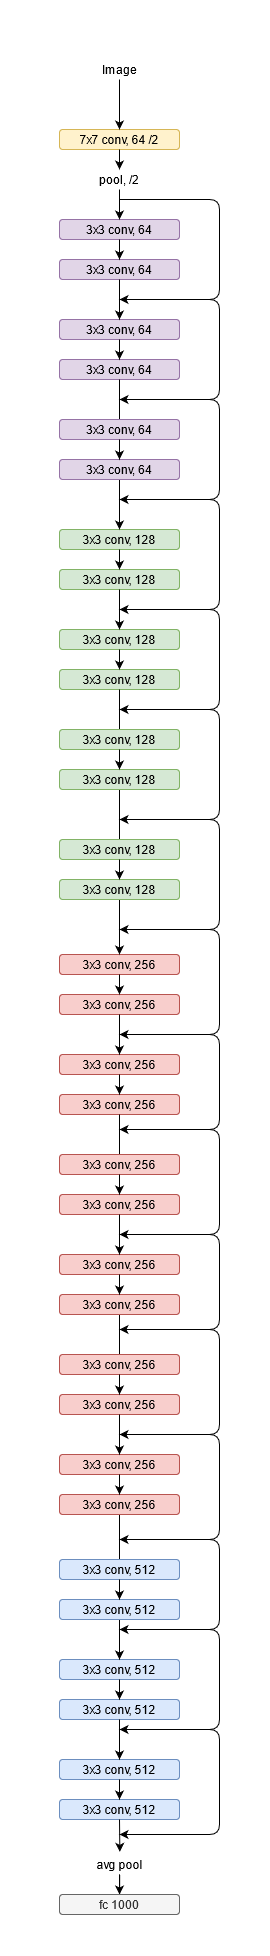 Image
7x7 conv, 64 /2
pool, /2
3x3 conv, 64
3x3 conv, 64
3x3 conv, 64
3x3 conv, 64
3x3 conv, 64
3x3 conv, 64
3x3 conv, 128
3x3 conv, 128
3x3 conv, 128
3x3 conv, 128
3x3 conv, 128
3x3 conv, 128
3x3 conv, 128
3x3 conv, 128
3x3 conv, 256
3x3 conv, 256
3x3 conv, 256
3x3 conv, 256
3x3 conv, 256
3x3 conv, 256
3x3 conv, 256
3x3 conv, 256
3x3 conv, 256
3x3 conv, 256
3x3 conv, 256
3x3 conv, 256
3x3 conv, 512
3x3 conv, 512
3x3 conv, 512
3x3 conv, 512
3x3 conv, 512
3x3 conv, 512
avg pool
fc 1000